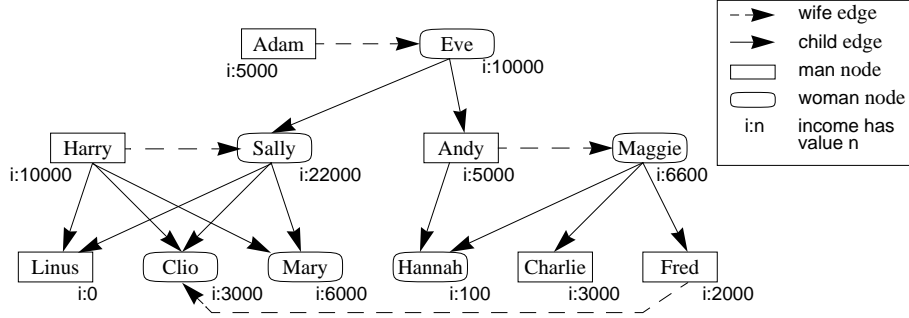 Adam
Eve
i:5000
i:10000
wife edge
child edge
man node
woman node
i:n income has
value n
Harry
Sally
Andy
Maggie
i:10000
i:22000
i:5000
i:6600
Linus
Clio
Mary
Hannah
Charlie
Fred
i:0
i:3000
i:6000
i:100
i:3000
i:2000